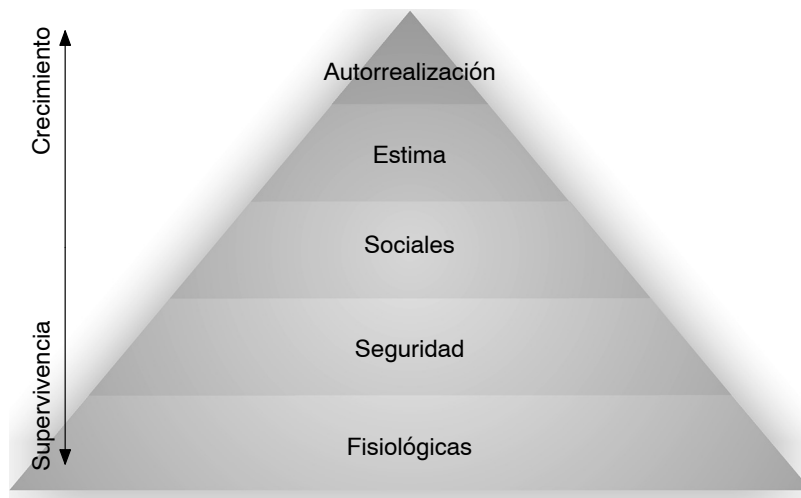 Crecimiento
Supervivencia
Autorrealización
Estima
Sociales
Seguridad
Fisiológicas